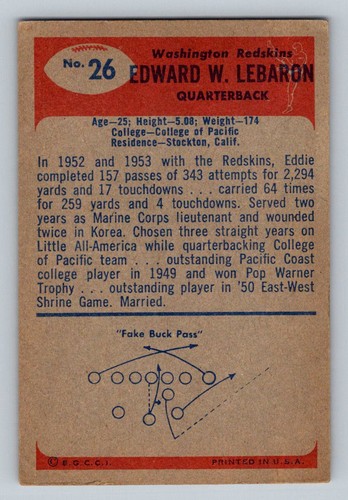 No. 26
Washington Redskins
EDWARD W. LEBARON
QUARTERBACK
Age—25; Height—5.08; Weight—174
College—College of Pacific
Residence—Stockton, Calif.
In 1952 and 1953 with the Redskins, Eddie
completed 157 passes of 343 attempts for 2,294
yards and 17 touchdowns . . . carried 64 times
for 259 yards and 4 touchdowns. Served two
years as Marine Corps lieutenant and wounded
twice in Korea. Chosen three straight years on
Little All-America while quarterbacking College
of Pacific team . . . outstanding Pacific Coast
college player in 1949 and won Pop Warner
Trophy . . . outstanding player in '50 East-West
Shrine Game. Married.
"Fake Buck Pass"
© B.G.C.C.I.
PRINTED IN U.S.A.